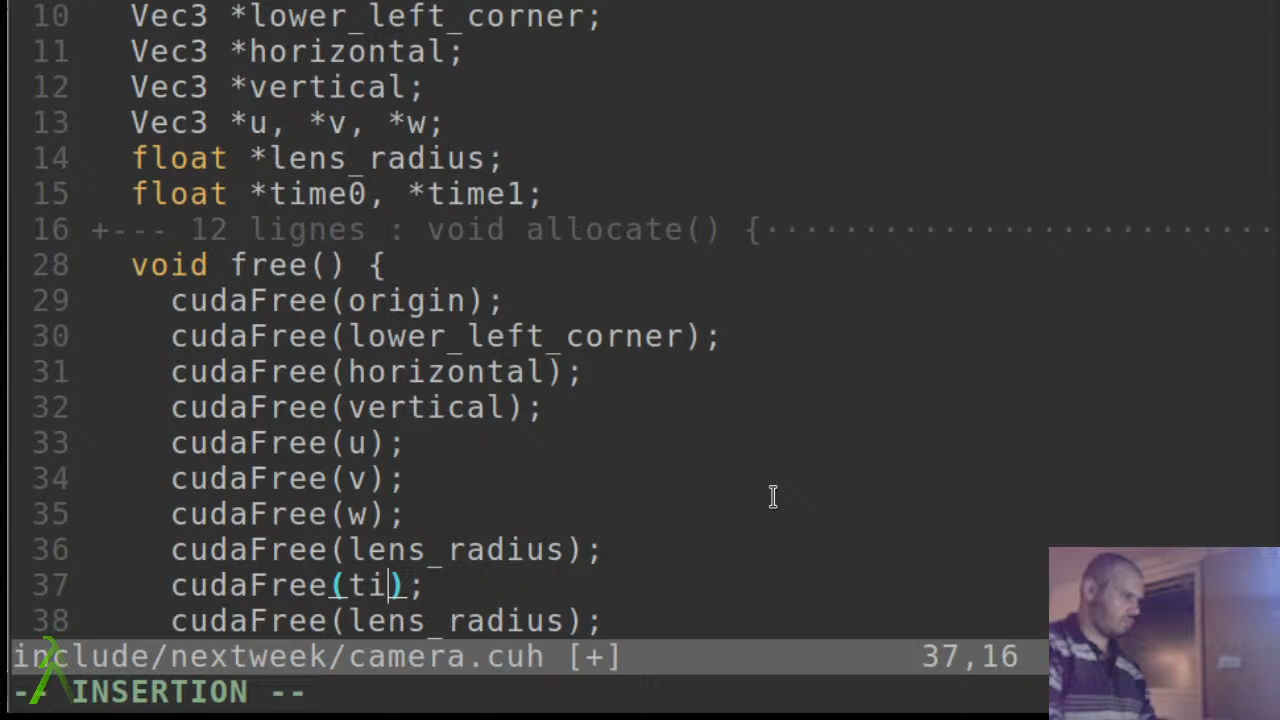 10 Vec3 *lower_left_corner;
11 Vec3 *horizontal;
12 Vec3 *vertical;
13 Vec3 *u, *v, *w;
14 float *lens_radius;
15 float *time0, *time1;
16 +--- 12 lignes : void allocate() {··························
28 void free() {
29 cudaFree(origin);
30 cudaFree(lower_left_corner);
31 cudaFree(horizontal);
32 cudaFree(vertical);
33 cudaFree(u);
34 cudaFree(v);
35 cudaFree(w);
36 cudaFree(lens_radius);
37 cudaFree(ti);
38 cudaFree(lens_radius);
include/nextweek/camera.cuh [+] 37,16
-- INSERTION --